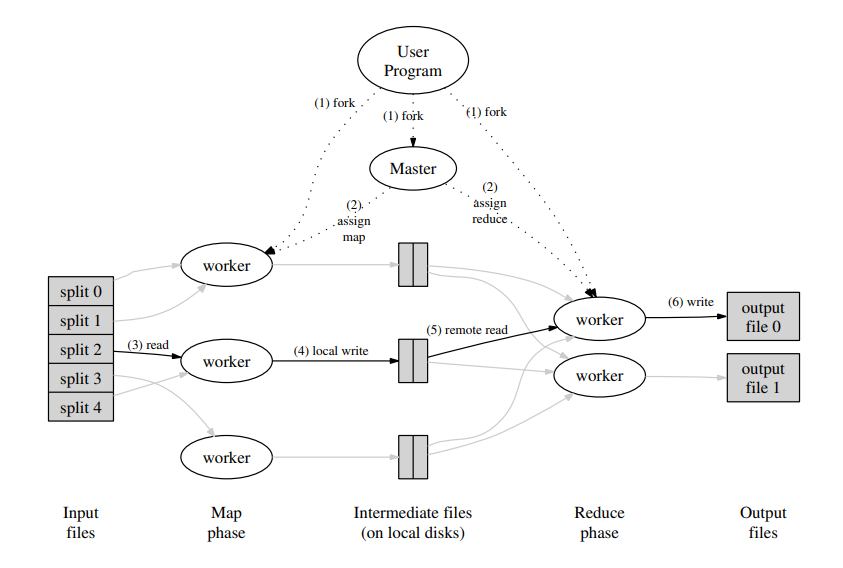 User
Program
(1) fork
(1) fork
(1) fork
Master
(2)
assign
map
(2)
assign
reduce
worker
split 0
split 1
split 2
split 3
split 4
(3) read
worker
(4) local write
(5) remote read
worker
(6) write
output
file 0
worker
output
file 1
worker
Input
files
Map
phase
Intermediate files
(on local disks)
Reduce
phase
Output
files